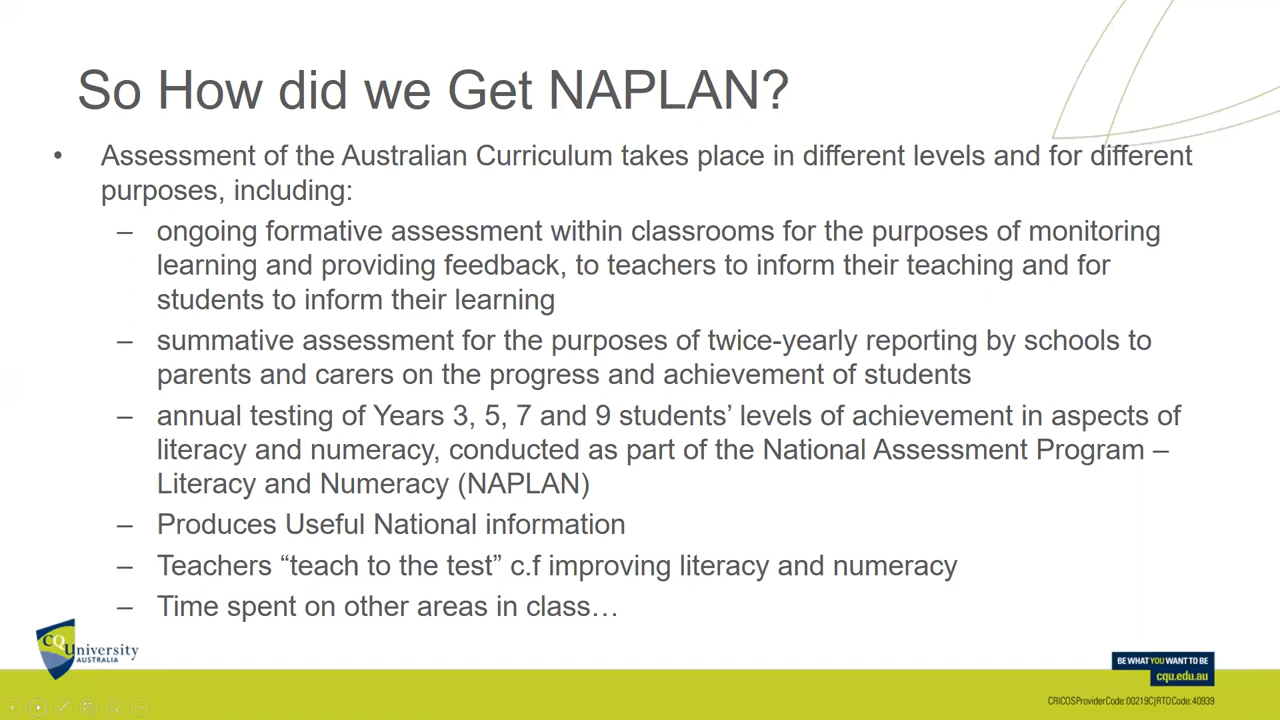 So How did we Get NAPLAN?
• Assessment of the Australian Curriculum takes place in different levels and for different
purposes, including:
– ongoing formative assessment within classrooms for the purposes of monitoring
learning and providing feedback, to teachers to inform their teaching and for
students to inform their learning
– summative assessment for the purposes of twice-yearly reporting by schools to
parents and carers on the progress and achievement of students
– annual testing of Years 3, 5, 7 and 9 students’ levels of achievement in aspects of
literacy and numeracy, conducted as part of the National Assessment Program –
Literacy and Numeracy (NAPLAN)
– Produces Useful National information
– Teachers “teach to the test” c.f improving literacy and numeracy
– Time spent on other areas in class…
CQUniversity
AUSTRALIA
BE WHAT YOU WANT TO BE
cqu.edu.au
CRICOS Provider Code: 00219C | RTO Code: 40939